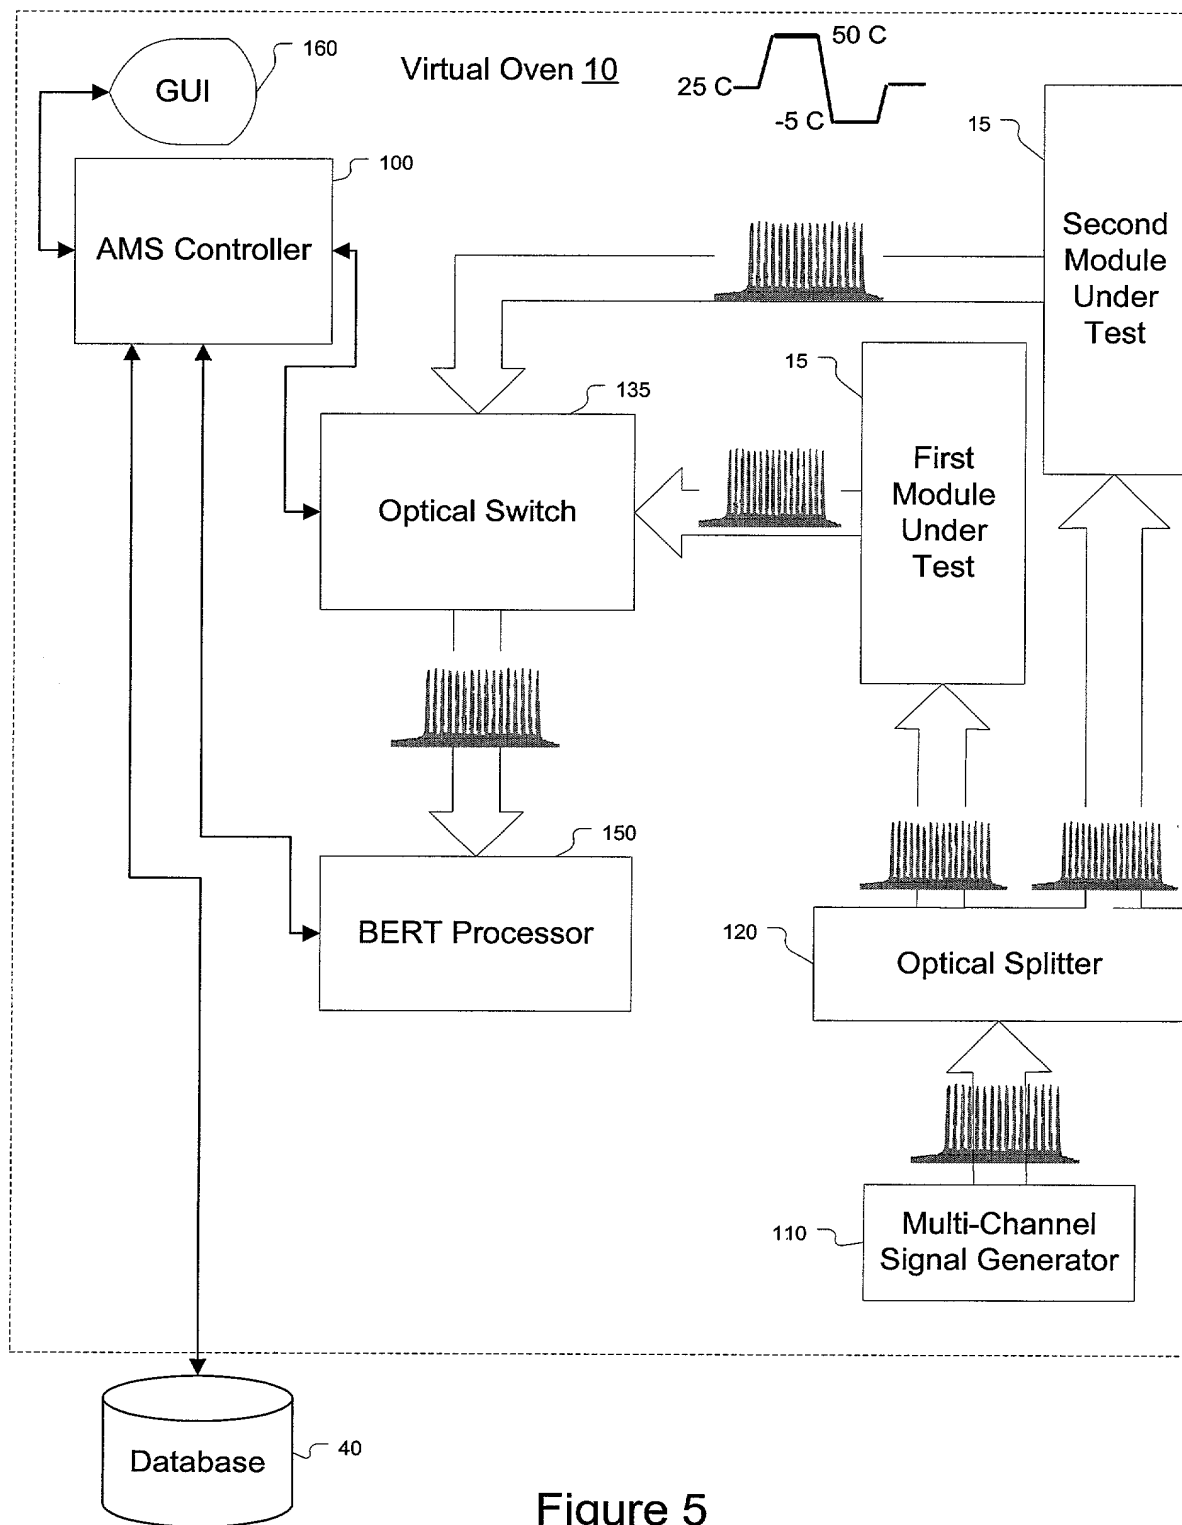 160
GUI
Virtual Oven 10
50 C
25 C
-5 C
15
100
AMS Controller
Second
Module
Under
Test
15
135
Optical Switch
First
Module
Under
Test
150
BERT Processor
120
Optical Splitter
110
Multi-Channel
Signal Generator
Database
40
Figure 5